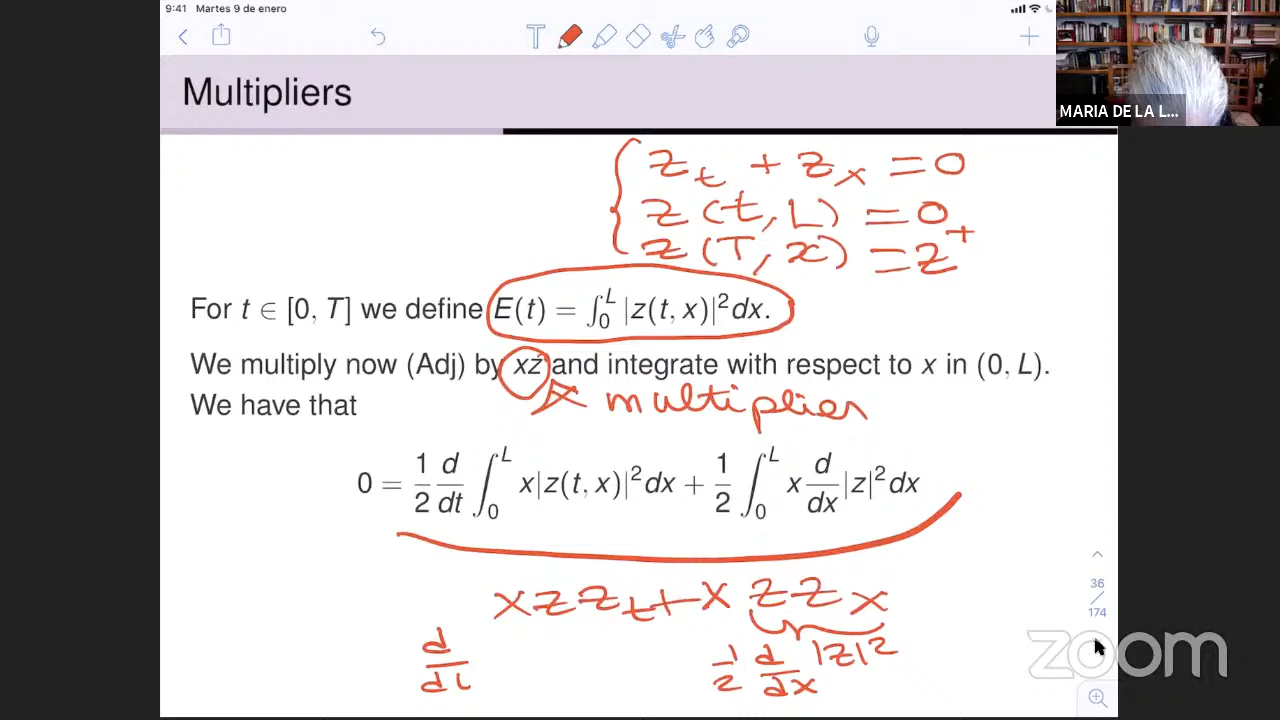 9:41 Martes 9 de enero
MARIA DE LA L...
Multipliers
z_t + z_x = 0
z (t, L) = 0
z (T, x) = z^+
For t ∈ [0, T] we define E(t) = ∫_0^L |z(t, x)|^2 dx.
We multiply now (Adj) by xz and integrate with respect to x in (0, L).
We have that
multiplier
0 = 1/2 d/dt ∫_0^L x|z(t, x)|^2 dx + 1/2 ∫_0^L x d/dx |z|^2 dx
x z z_t + x z z_x
d/dt
1/2 d/dx |z|^2
36
/
174
zoom